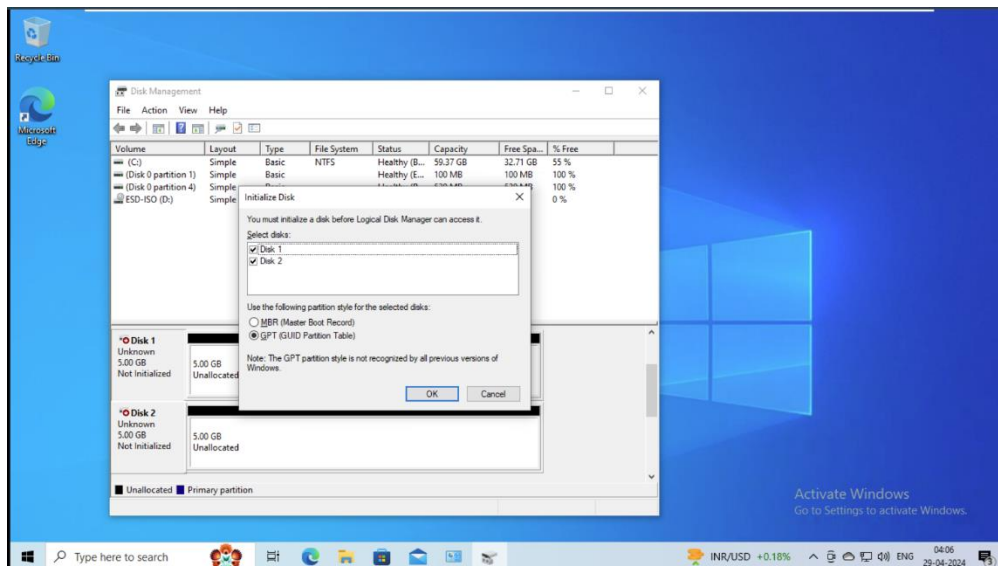 Recycle Bin
Microsoft
Edge
Disk Management
File Action View Help
Volume Layout Type File System Status Capacity Free Spa... % Free
(C:) Simple Basic NTFS Healthy (B... 59.37 GB 32.71 GB 55 %
(Disk 0 partition 1) Simple Basic Healthy (E... 100 MB 100 MB 100 %
(Disk 0 partition 4) Simple 100 %
ESD-ISO (D:) Simple 0 %
Initialize Disk
You must initialize a disk before Logical Disk Manager can access it.
Select disks:
Disk 1
Disk 2
Use the following partition style for the selected disks:
MBR (Master Boot Record)
GPT (GUID Partition Table)
Note: The GPT partition style is not recognized by all previous versions of
Windows.
OK Cancel
Disk 1
Unknown
5.00 GB
Not Initialized
5.00 GB
Unallocated
Disk 2
Unknown
5.00 GB
Not Initialized
5.00 GB
Unallocated
Unallocated Primary partition
Activate Windows
Go to Settings to activate Windows.
Type here to search
INR/USD +0.18%
ENG
04:06
29-04-2024
3